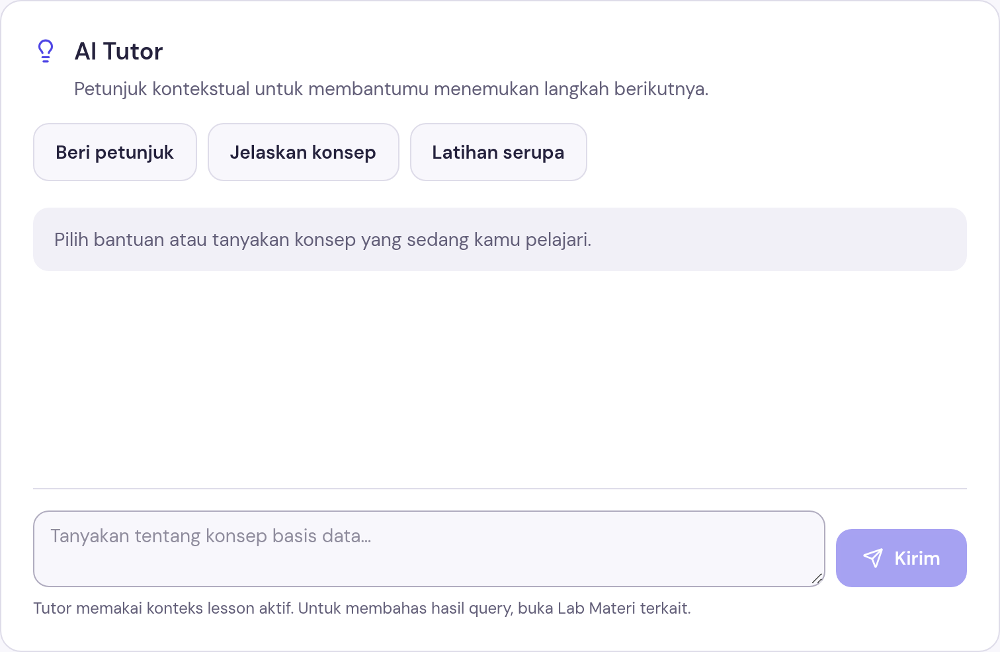 AI Tutor
Petunjuk kontekstual untuk membantumu menemukan langkah berikutnya.
Beri petunjuk
Jelaskan konsep
Latihan serupa
Pilih bantuan atau tanyakan konsep yang sedang kamu pelajari.
Tanyakan tentang konsep basis data...
Kirim
Tutor memakai konteks lesson aktif. Untuk membahas hasil query, buka Lab Materi terkait.